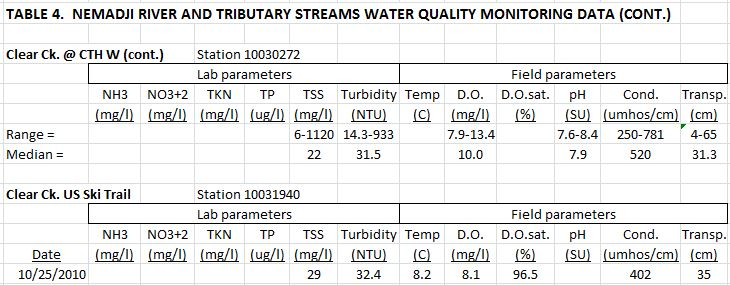 TABLE 4. NEMADJI RIVER AND TRIBUTARY STREAMS WATER QUALITY MONITORING DATA (CONT.)
Clear Ck. @ CTH W (cont.) Station 10030272
Lab parameters Field parameters
NH3 NO3+2 TKN TP TSS Turbidity Temp D.O. D.O.sat. pH Cond. Transp.
(mg/l) (mg/l) (mg/l) (ug/l) (mg/l) (NTU) (C) (mg/l) (%) (SU) (umhos/cm) (cm)
Range = 6-1120 14.3-933 7.9-13.4 7.6-8.4 250-781 4-65
Median = 22 31.5 10.0 7.9 520 31.3
Clear Ck. US Ski Trail Station 10031940
Lab parameters Field parameters
NH3 NO3+2 TKN TP TSS Turbidity Temp D.O. D.O.sat. pH Cond. Transp.
Date (mg/l) (mg/l) (mg/l) (ug/l) (mg/l) (NTU) (C) (mg/l) (%) (SU) (umhos/cm) (cm)
10/25/2010 29 32.4 8.2 8.1 96.5 402 35